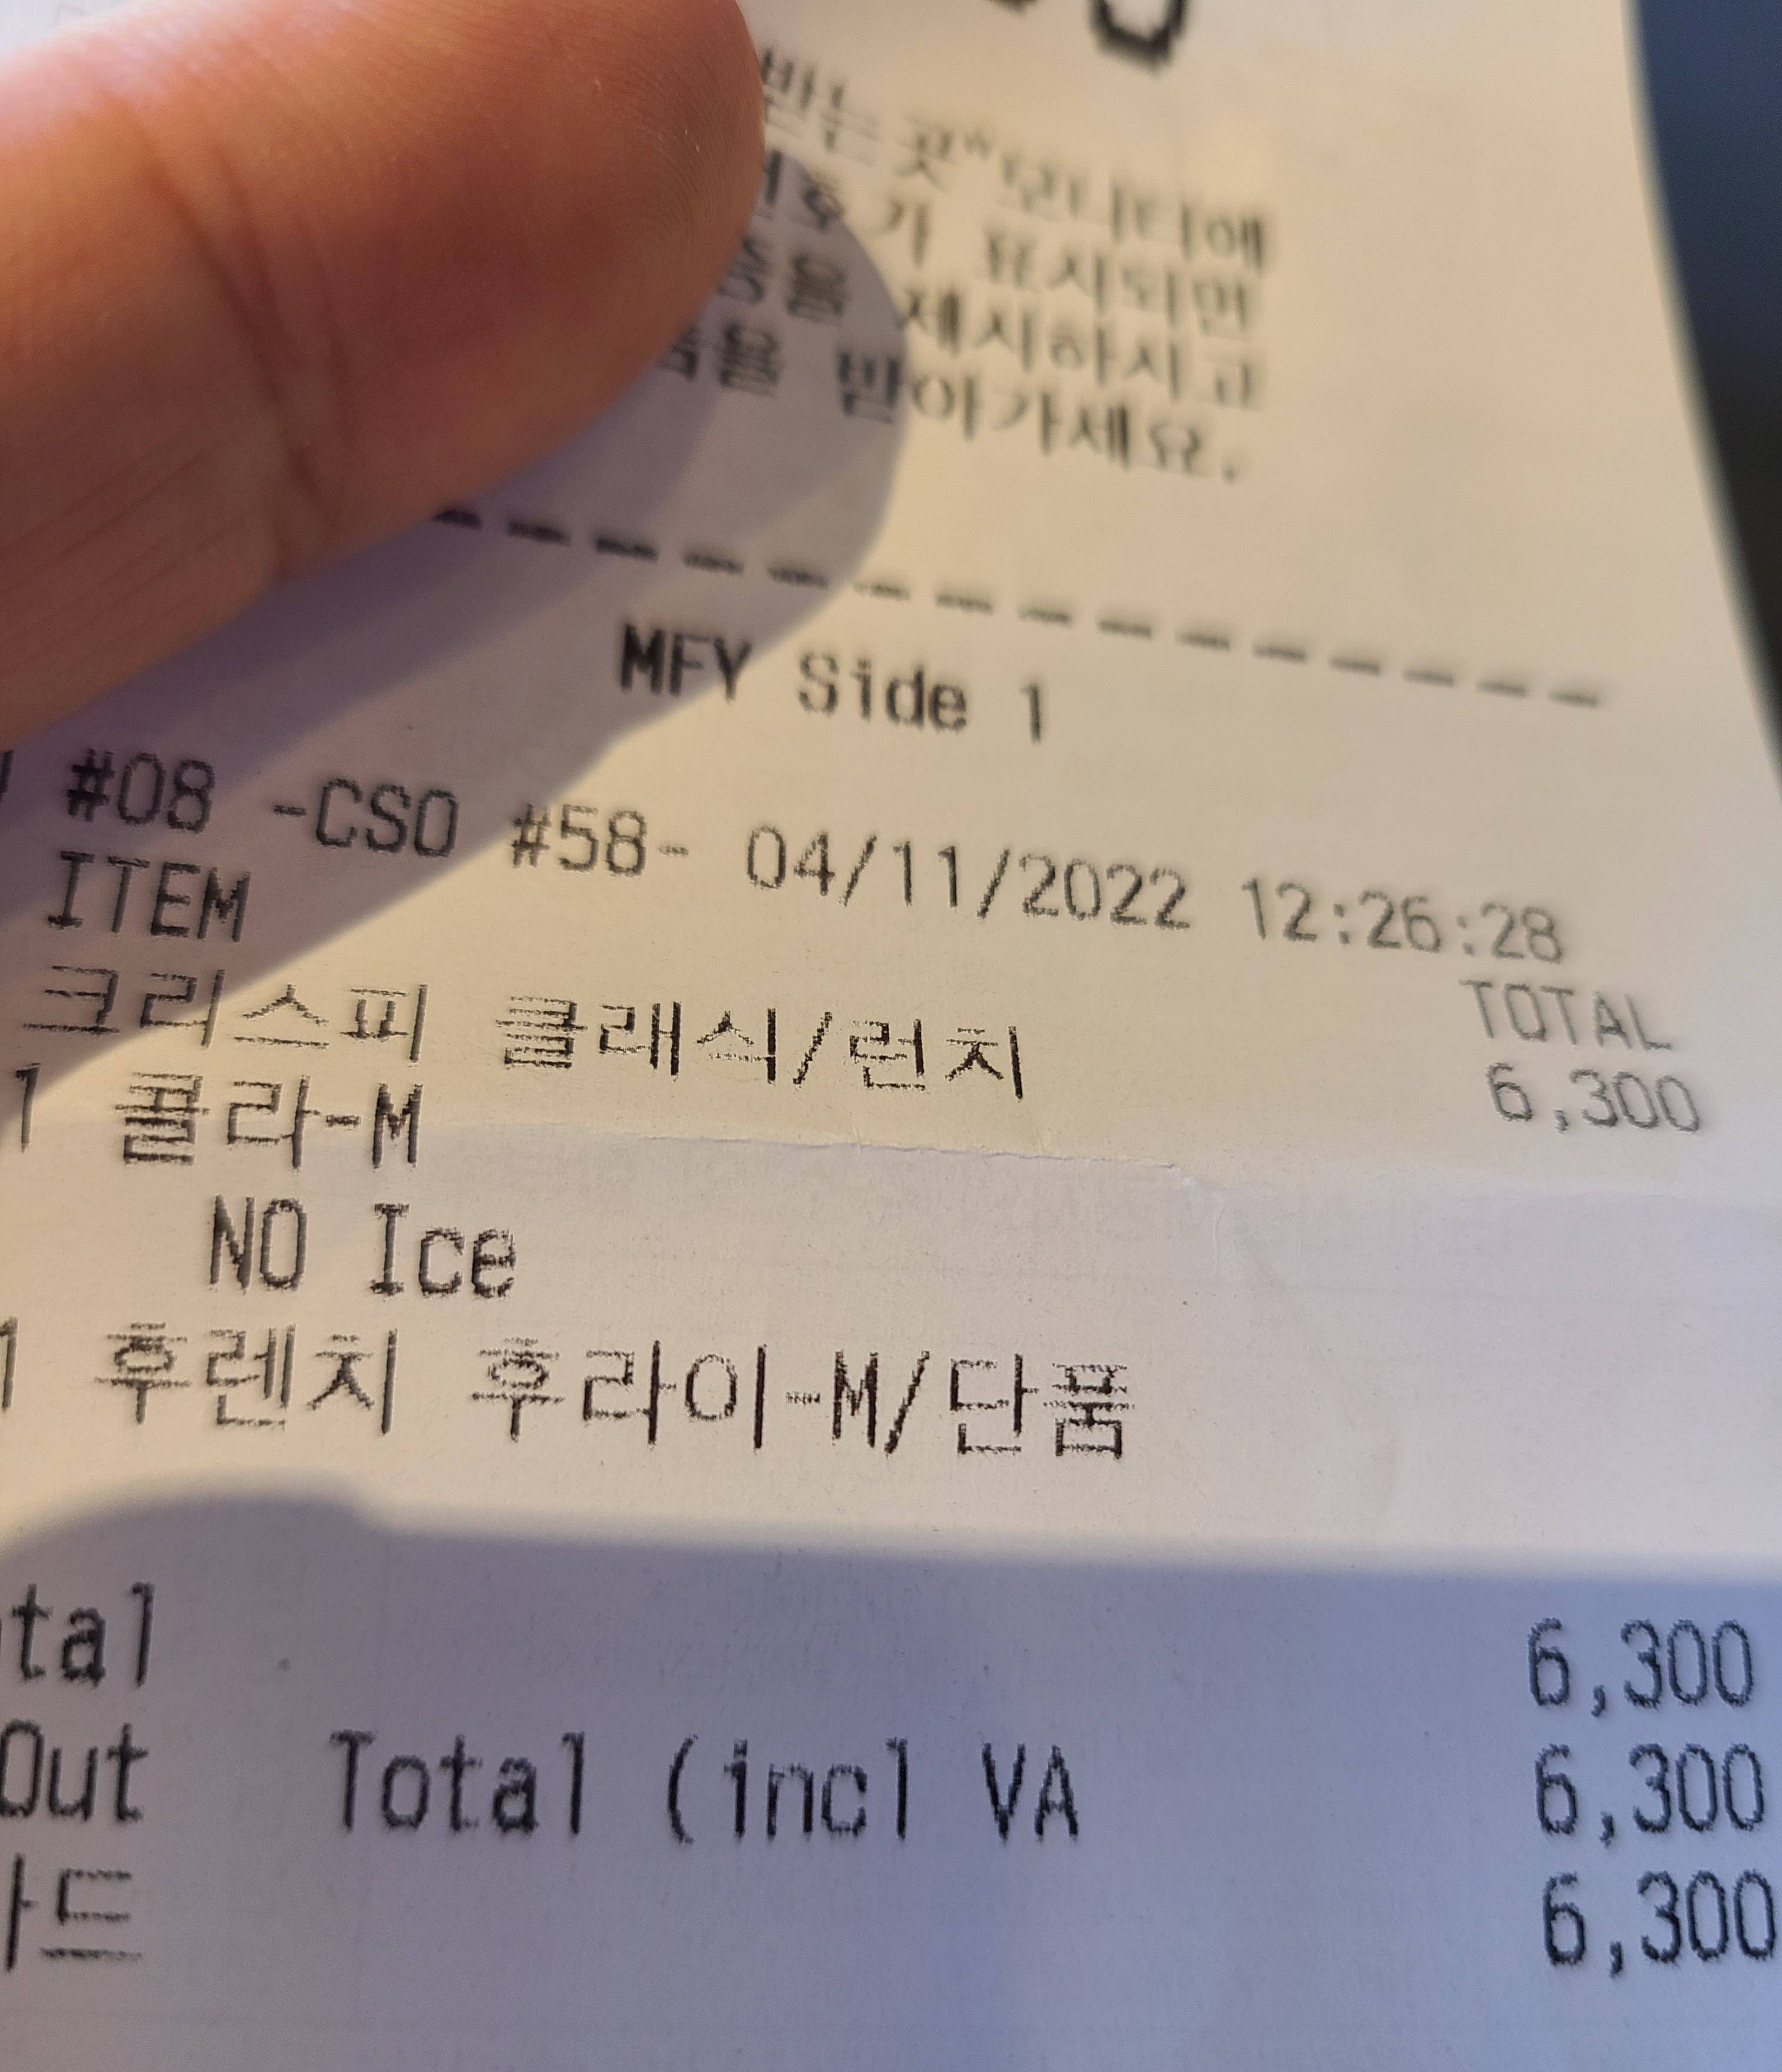 받는 곳" 모니터에
가 표시되면
을 제시하시고
을 받아가세요.
MFY Side 1
#08 -CSO #58- 04/11/2022 12:26:28
ITEM TOTAL
크리스피 클래식/런치 6,300
1 콜라-M
NO Ice
1 후렌치 후라이-M/단품
tal 6,300
Out Total (incl VA 6,300
드 6,300